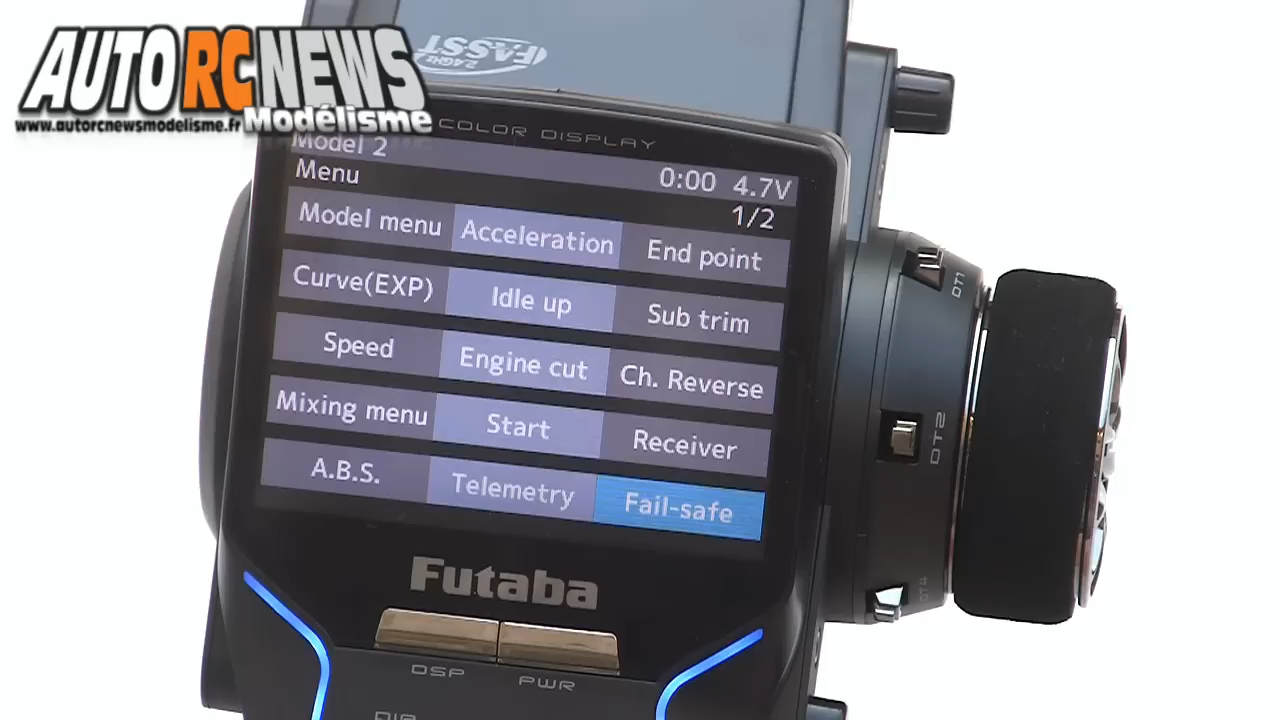 AUTO RC NEWS
www.autorcnewsmodelisme.fr Modélisme
2.4GHz FASST
COLOR DISPLAY
Model 2
0:00 4.7V
Menu
1/2
Model menu Acceleration End point
Curve(EXP) Idle up Sub trim
Speed Engine cut Ch. Reverse
Mixing menu Start Receiver
A.B.S. Telemetry Fail-safe
Futaba
DSP PWR
DT1
DT2
DT4